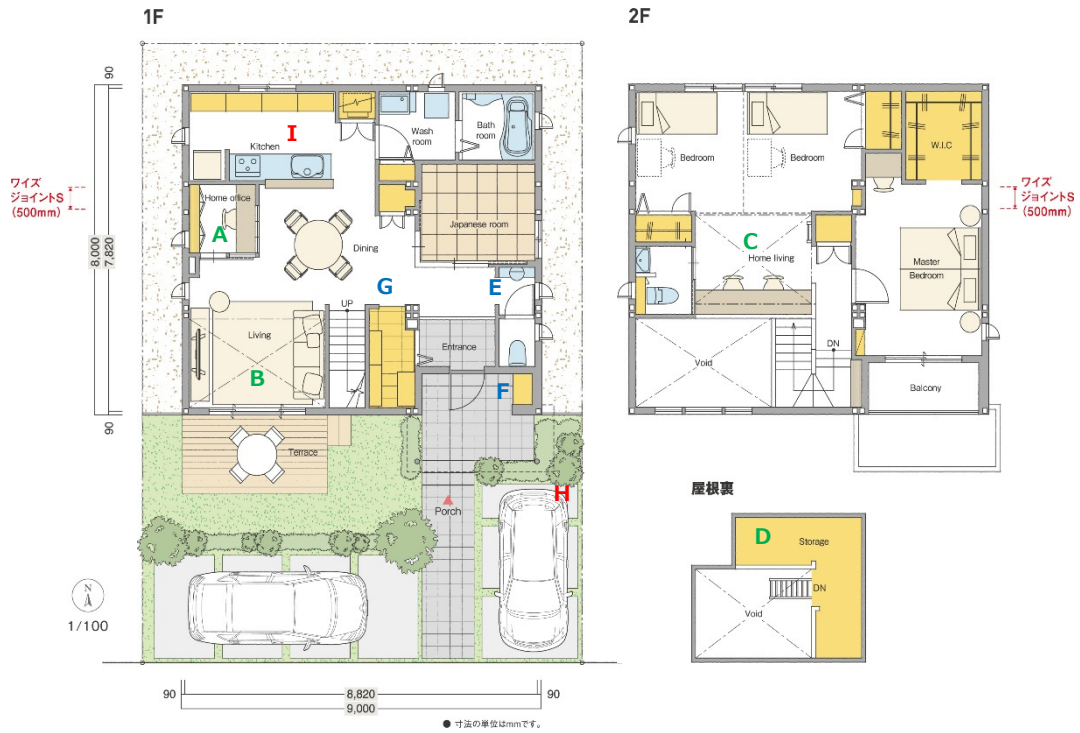 1F
2F
90
90
8,000
7,820
ワイズ
ジョイントS
(500mm)
I
Kitchen
Wash
room
Bath
room
Home office
A
Japanese room
Dining
G
E
UP
Living
B
Entrance
F
Terrace
H
Porch
N
1/100
90
8,820
90
9,000
● 寸法の単位はmmです。
Bedroom
Bedroom
W.I.C
ワイズ
ジョイントS
(500mm)
C
Home living
Master
Bedroom
DN
Void
Balcony
屋根裏
D
Storage
DN
Void